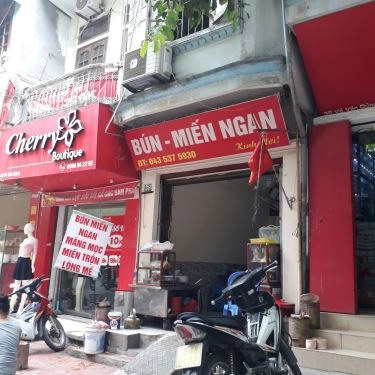 Cherry
Boutique
BÚN - MIẾN NGAN
ĐT: 043 537 5930
Kính Mời!
BÚN MIẾN
NGAN
MĂNG MỌC
MIẾN TRỘN
LÒNG MỀ